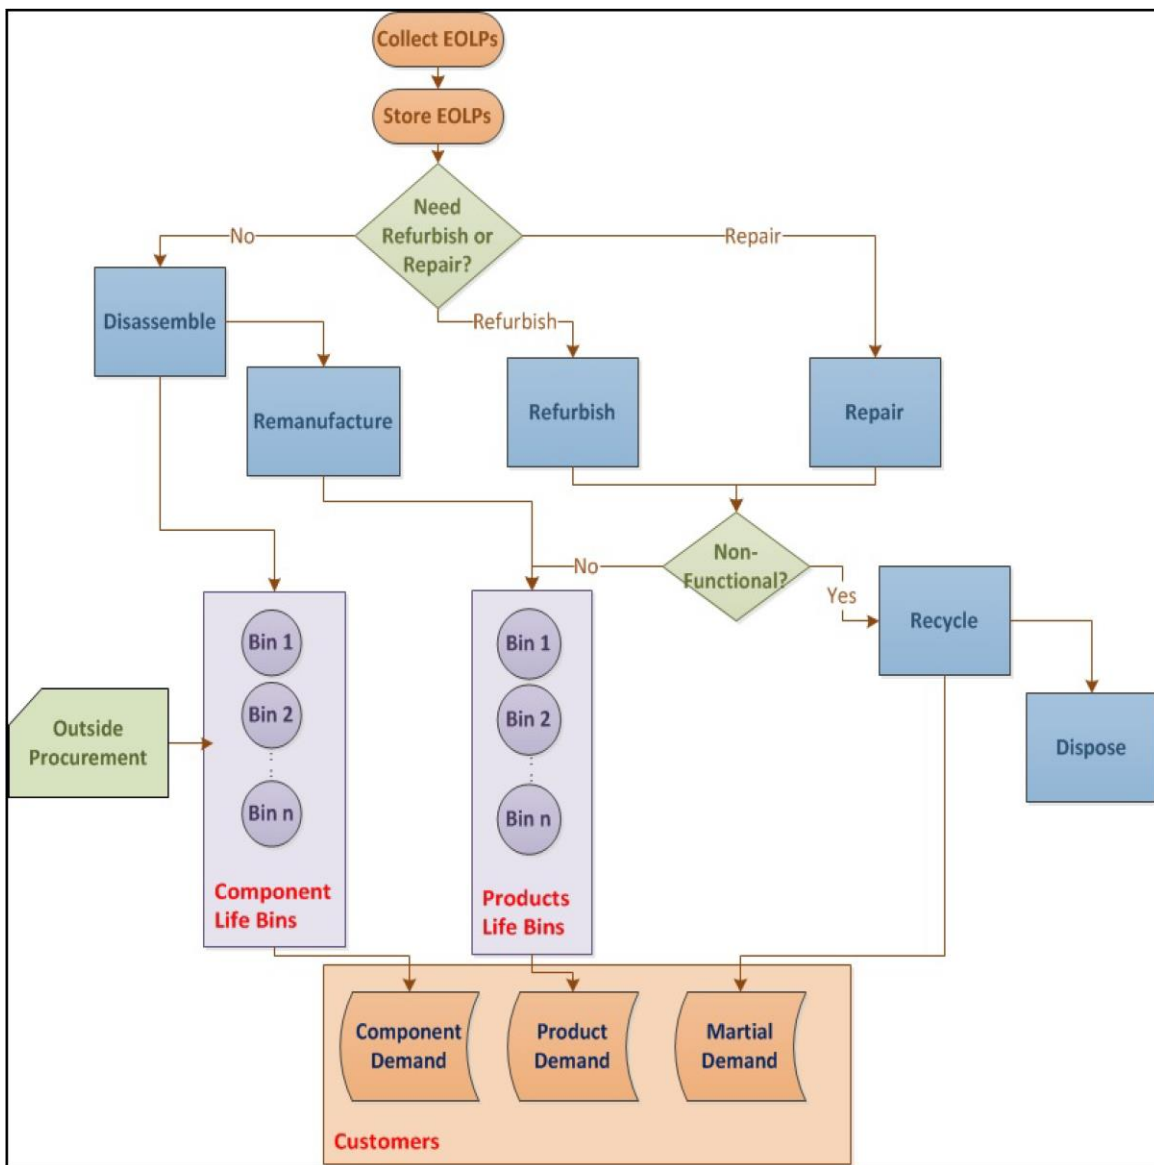 Collect EOLPs
Store EOLPs
Need
Refurbish or
Repair?
No
Repair
Refurbish
Disassemble
Remanufacture
Refurbish
Repair
Non-
Functional?
No
Yes
Recycle
Dispose
Outside
Procurement
Bin 1
Bin 2
Bin n
Component
Life Bins
Bin 1
Bin 2
Bin n
Products
Life Bins
Component
Demand
Product
Demand
Martial
Demand
Customers